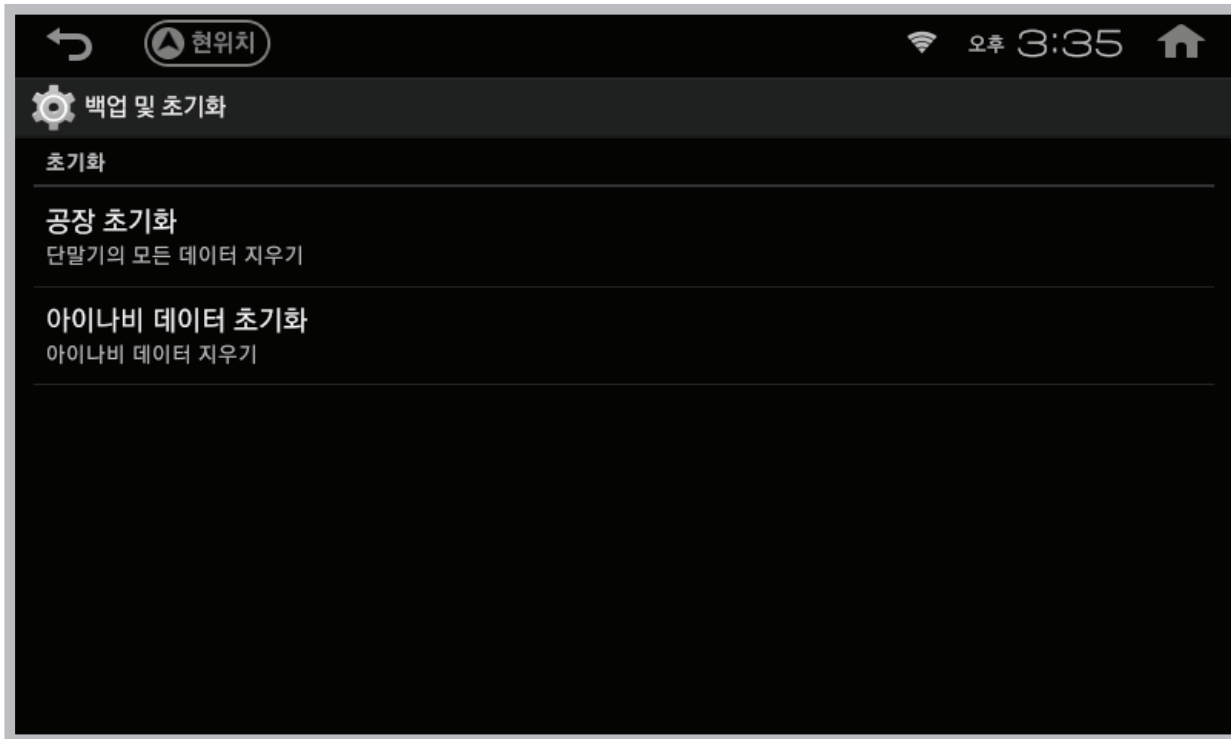 현위치
오후 3:35
백업 및 초기화
초기화
공장 초기화
단말기의 모든 데이터 지우기
아이나비 데이터 초기화
아이나비 데이터 지우기